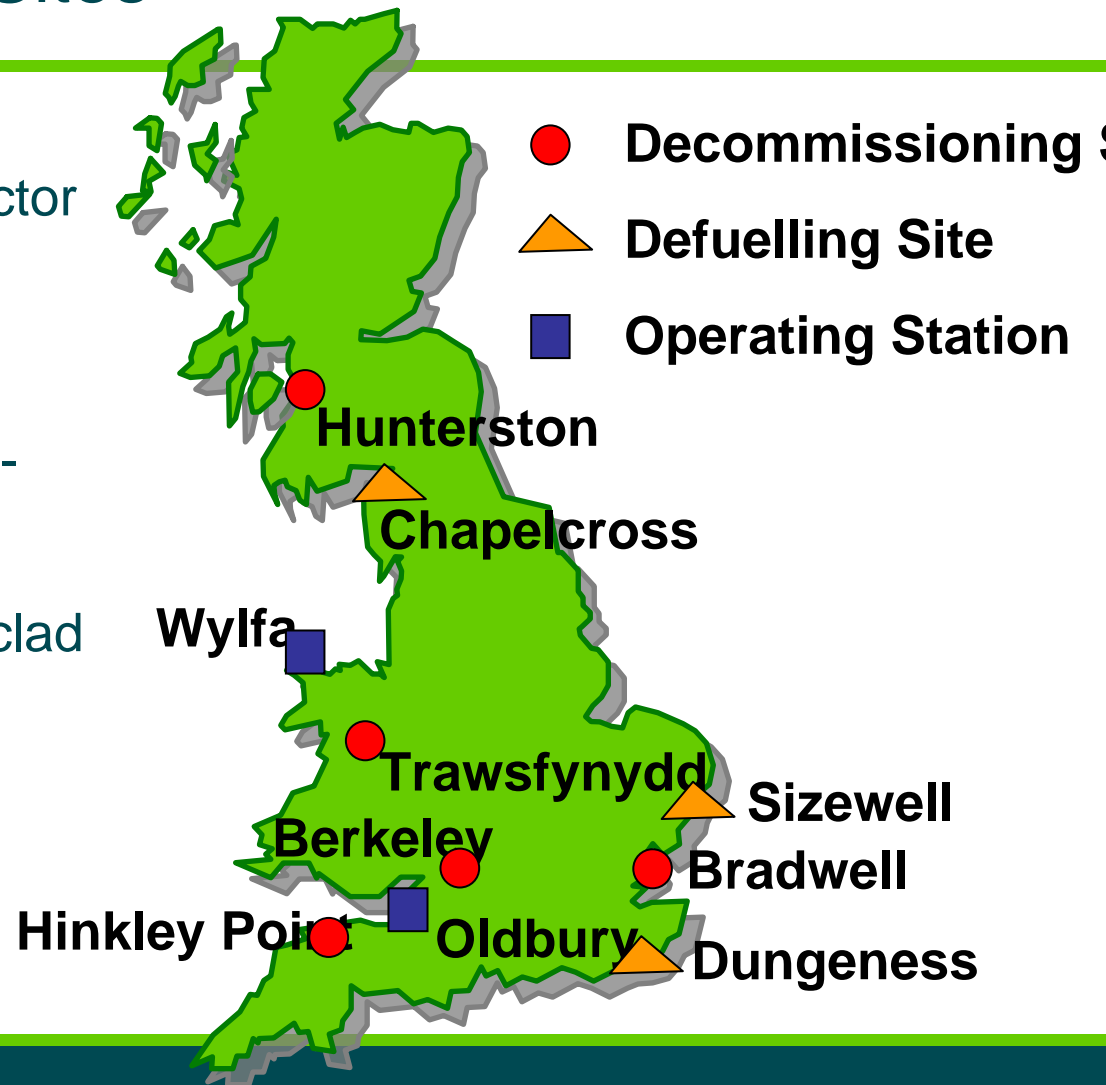 ctor
-
clad
Decommissioning
Defuelling Site
Operating Station
Hunterston
Chapelcross
Wylfa
Trawsfynydd
Sizewell
Berkeley
Bradwell
Hinkley Point
Oldbury
Dungeness